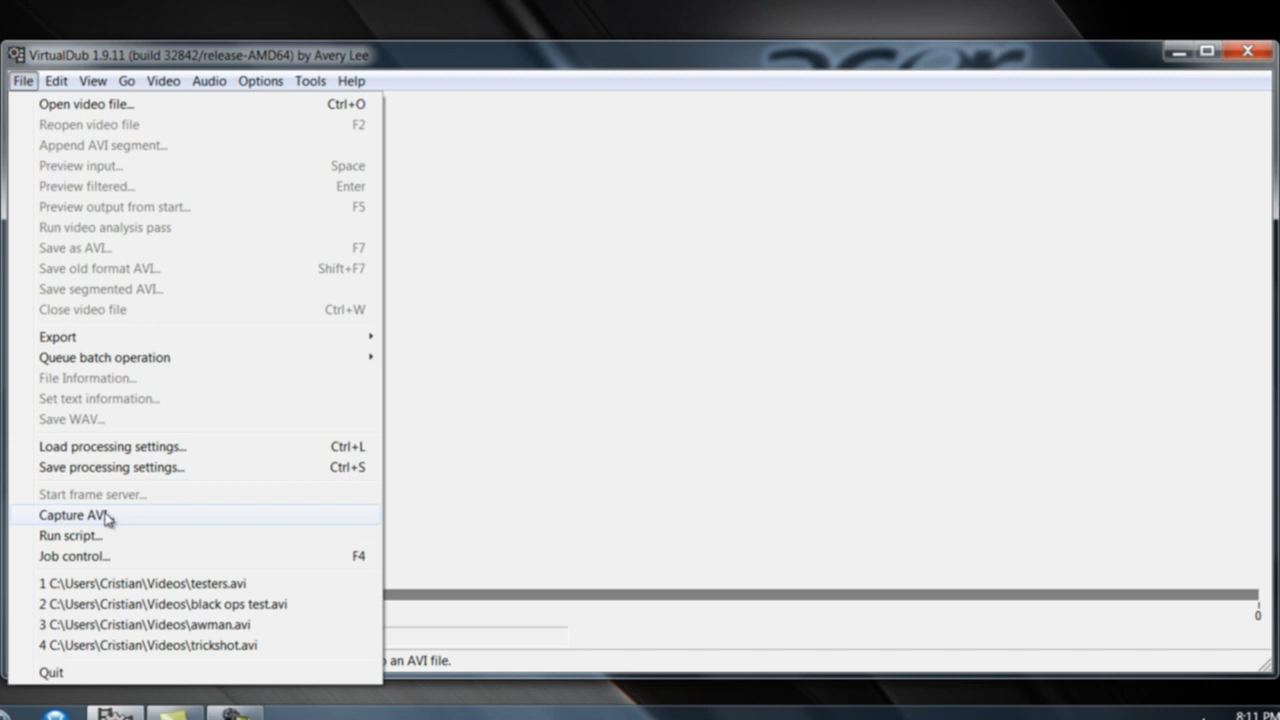 VirtualDub 1.9.11 (build 32842/release-AMD64) by Avery Lee
acer
File Edit View Go Video Audio Options Tools Help
Open video file... Ctrl+O
Reopen video file F2
Append AVI segment...
Preview input... Space
Preview filtered... Enter
Preview output from start... F5
Run video analysis pass
Save as AVI... F7
Save old format AVI... Shift+F7
Save segmented AVI...
Close video file Ctrl+W
Export
Queue batch operation
File Information...
Set text information...
Save WAV...
Load processing settings... Ctrl+L
Save processing settings... Ctrl+S
Start frame server...
Capture AVI
Run script...
Job control... F4
1 C:\Users\Cristian\Videos\testers.avi
2 C:\Users\Cristian\Videos\black ops test.avi
3 C:\Users\Cristian\Videos\awman.avi
4 C:\Users\Cristian\Videos\trickshot.avi
Quit
0
an AVI file.
8:11 PM